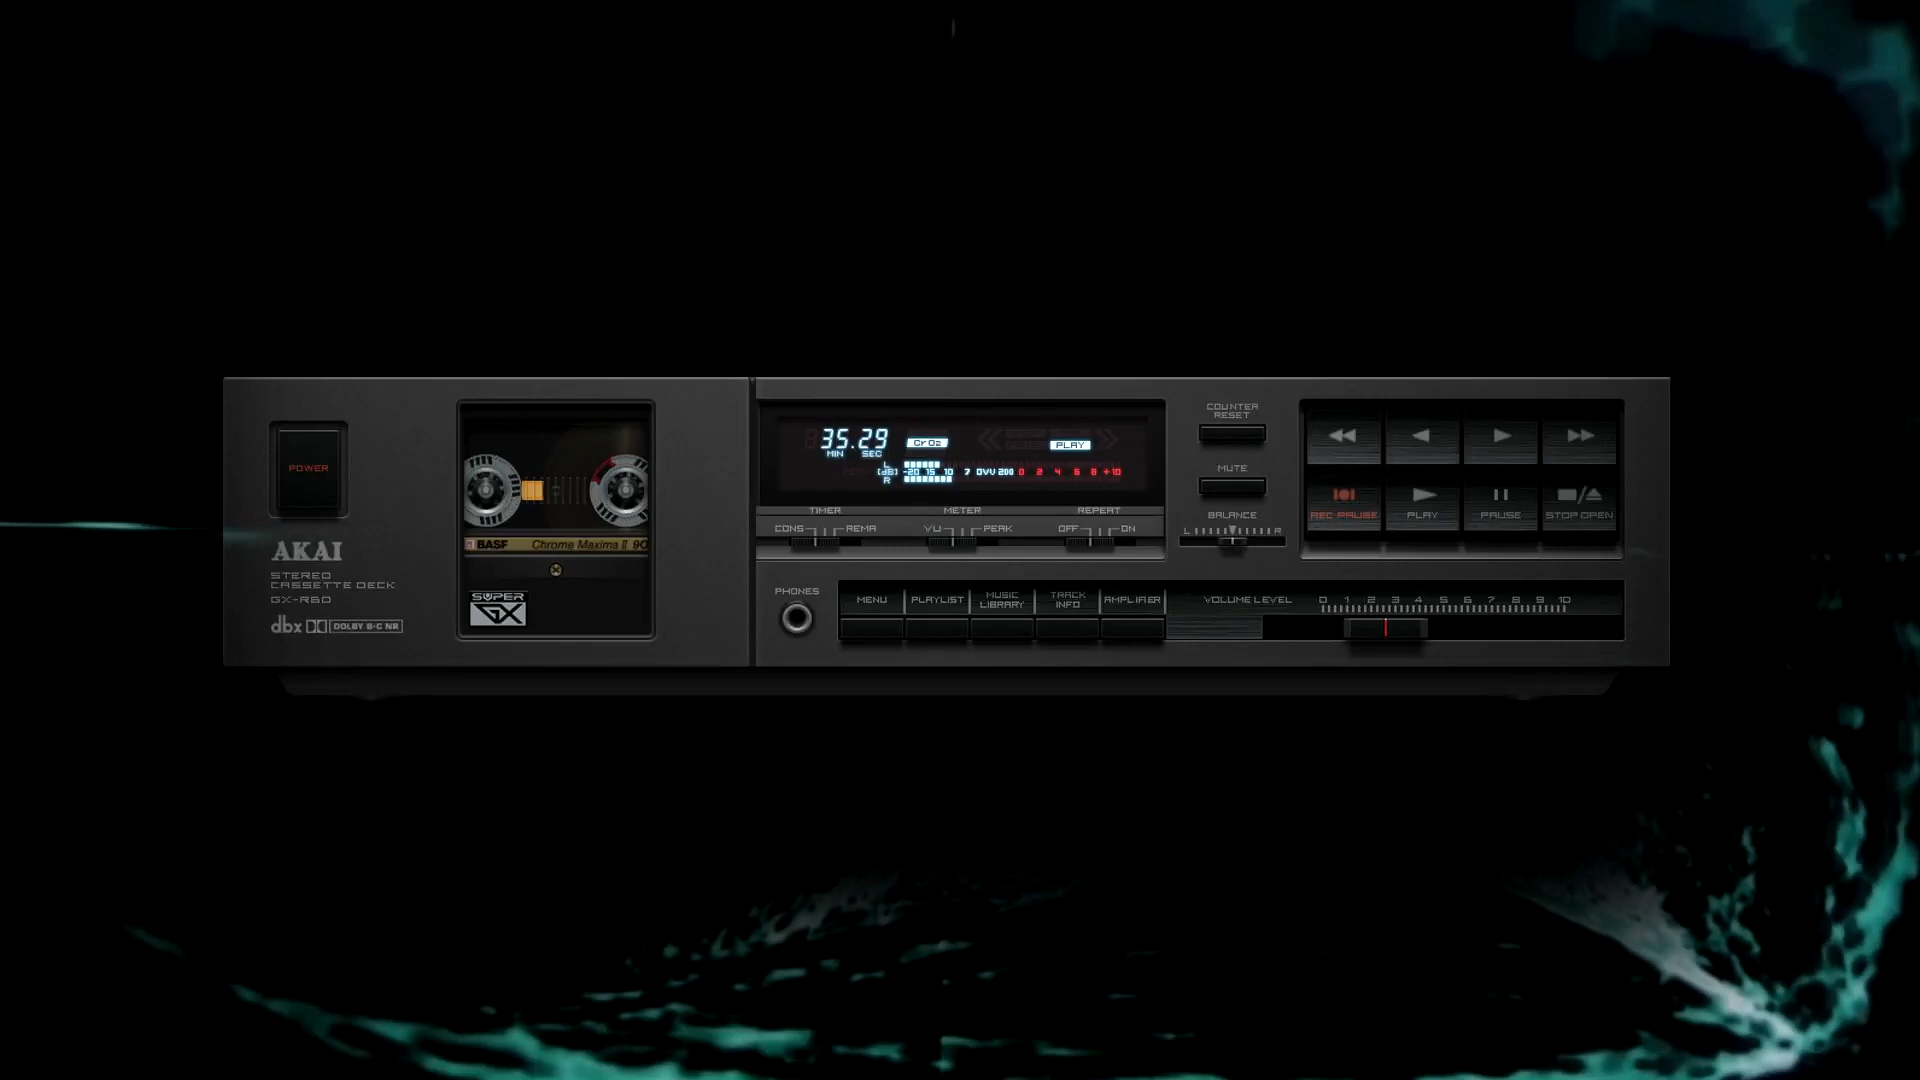 POWER
AKAI
STEREO
CASSETTE DECK
GX-R60
dbx DOLBY B-C NR
BASF Chrome Maxima II 90
SUPER
GX
35.29
MIN SEC
CrO2
PLAY
L
(dB) -20 15 10 7 OVU 200 0 2 4 6 8 +10
R
TIMER METER REPEAT
CONS REMA VU PEAK OFF ON
PHONES
MENU
PLAYLIST
MUSIC
LIBRARY
TRACK
INFO
AMPLIFIER
COUNTER
RESET
MUTE
BALANCE
L R
REC PAUSE PLAY PAUSE STOP OPEN
VOLUME LEVEL 0 1 2 3 4 5 6 7 8 9 10